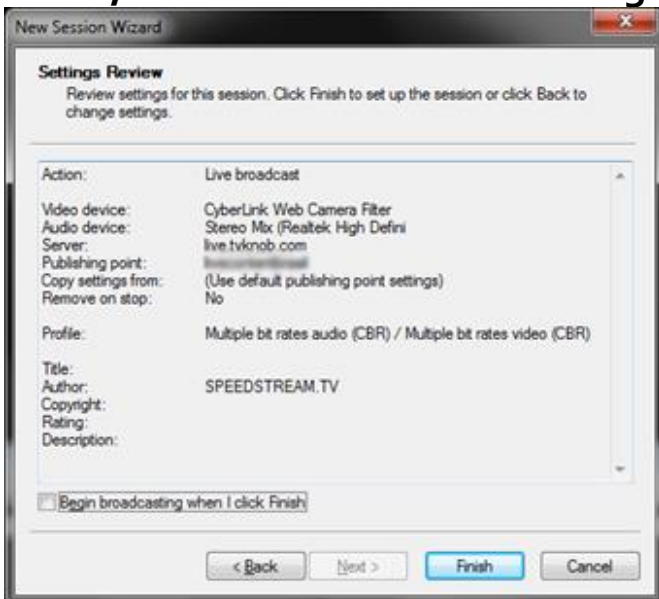 New Session Wizard
Settings Review
Review settings for this session. Click Finish to set up the session or click Back to
change settings.
Action: Live broadcast
Video device: CyberLink Web Camera Filter
Audio device: Stereo Mix (Realtek High Defini
Server: live.tvknob.com
Publishing point:
Copy settings from: (Use default publishing point settings)
Remove on stop: No
Profile: Multiple bit rates audio (CBR) / Multiple bit rates video (CBR)
Title:
Author: SPEEDSTREAM.TV
Copyright:
Rating:
Description:
Begin broadcasting when I click Finish
< Back Next > Finish Cancel